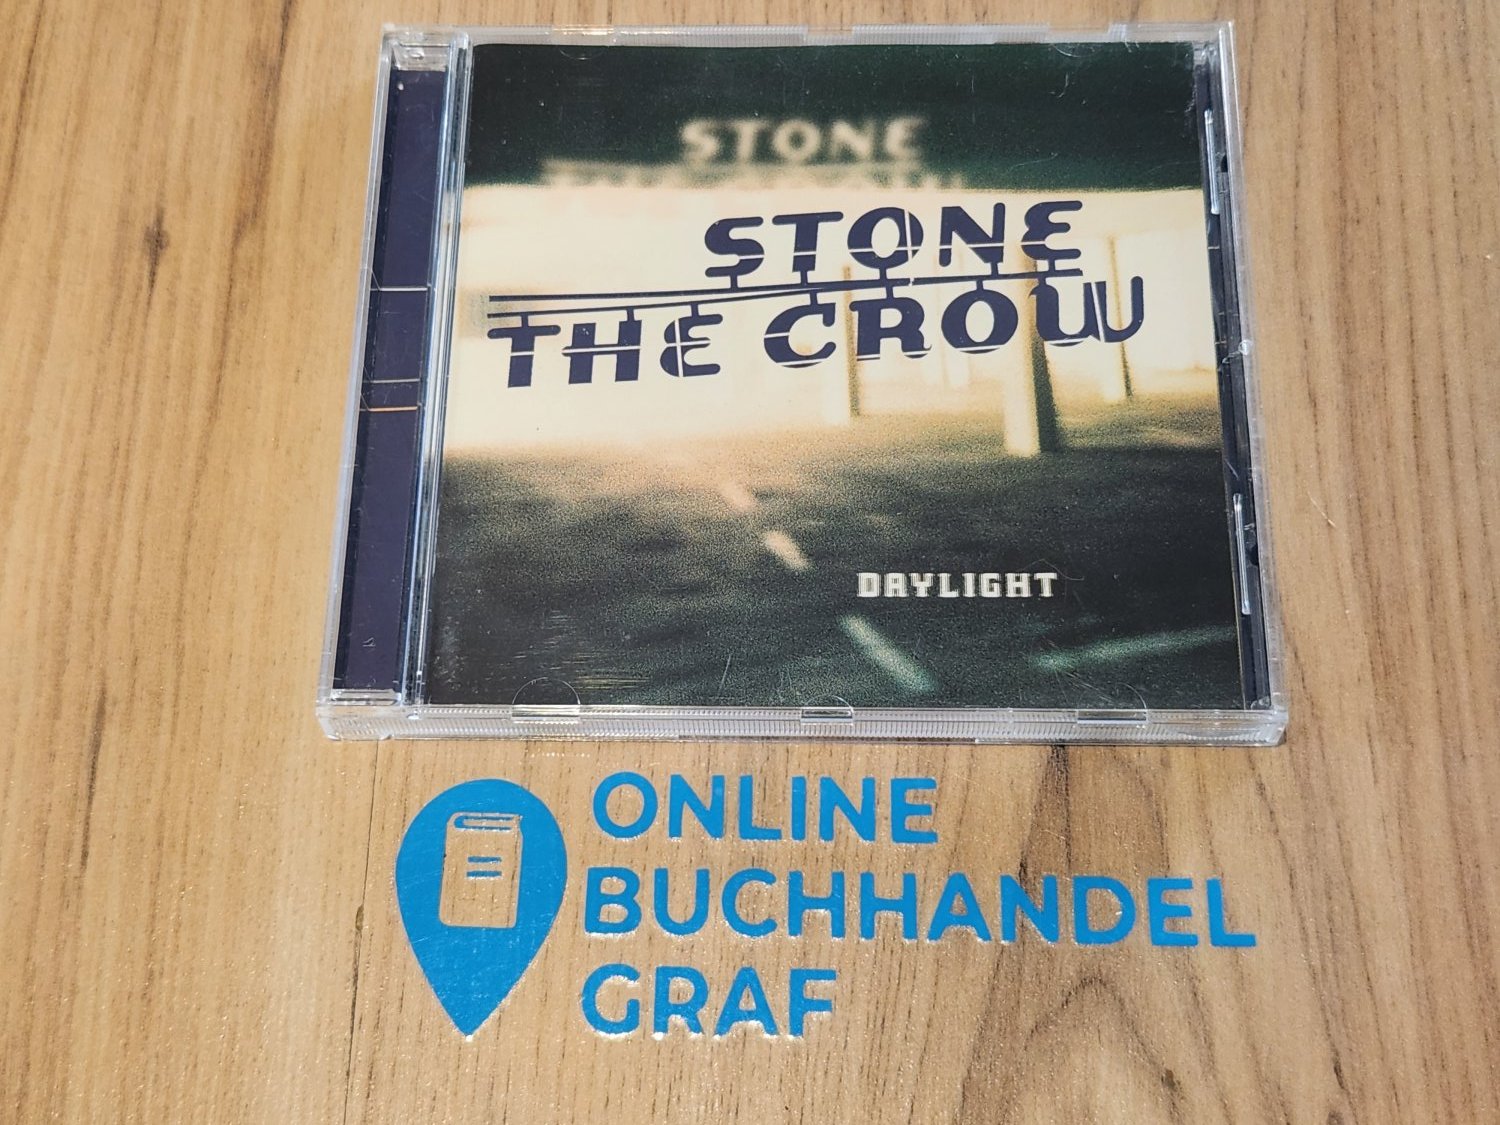 STONE
STONE
THE CROW
DAYLIGHT
ONLINE
BUCHHANDEL
GRAF